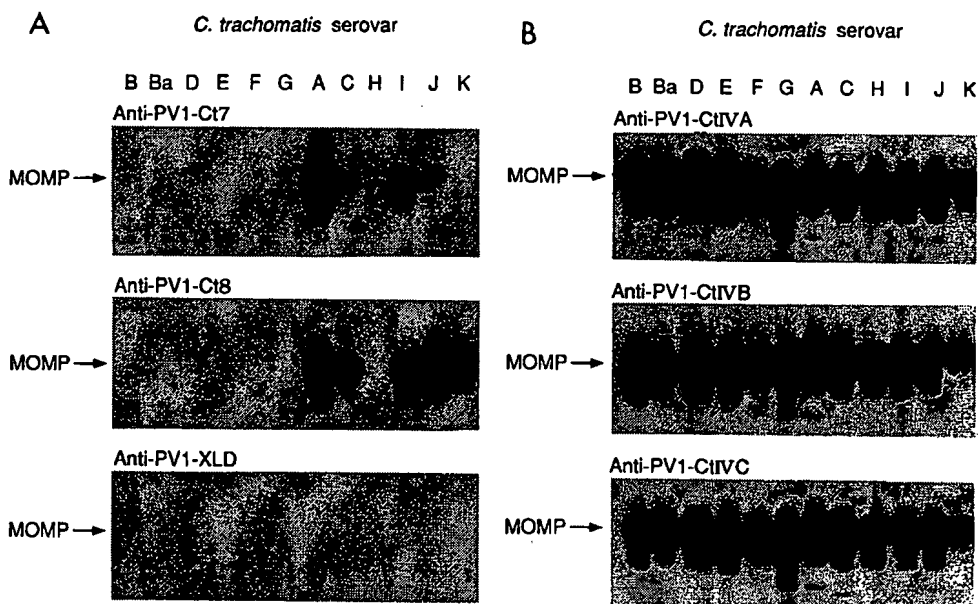 A
C. trachomatis serovar
B Ba D E F G A C H I J K
Anti-PV1-Ct7
MOMP
Anti-PV1-Ct8
MOMP
Anti-PV1-XLD
MOMP
B
C. trachomatis serovar
B Ba D E F G A C H I J K
Anti-PV1-CtIVA
MOMP
Anti-PV1-CtIVB
MOMP
Anti-PV1-CtIVC
MOMP